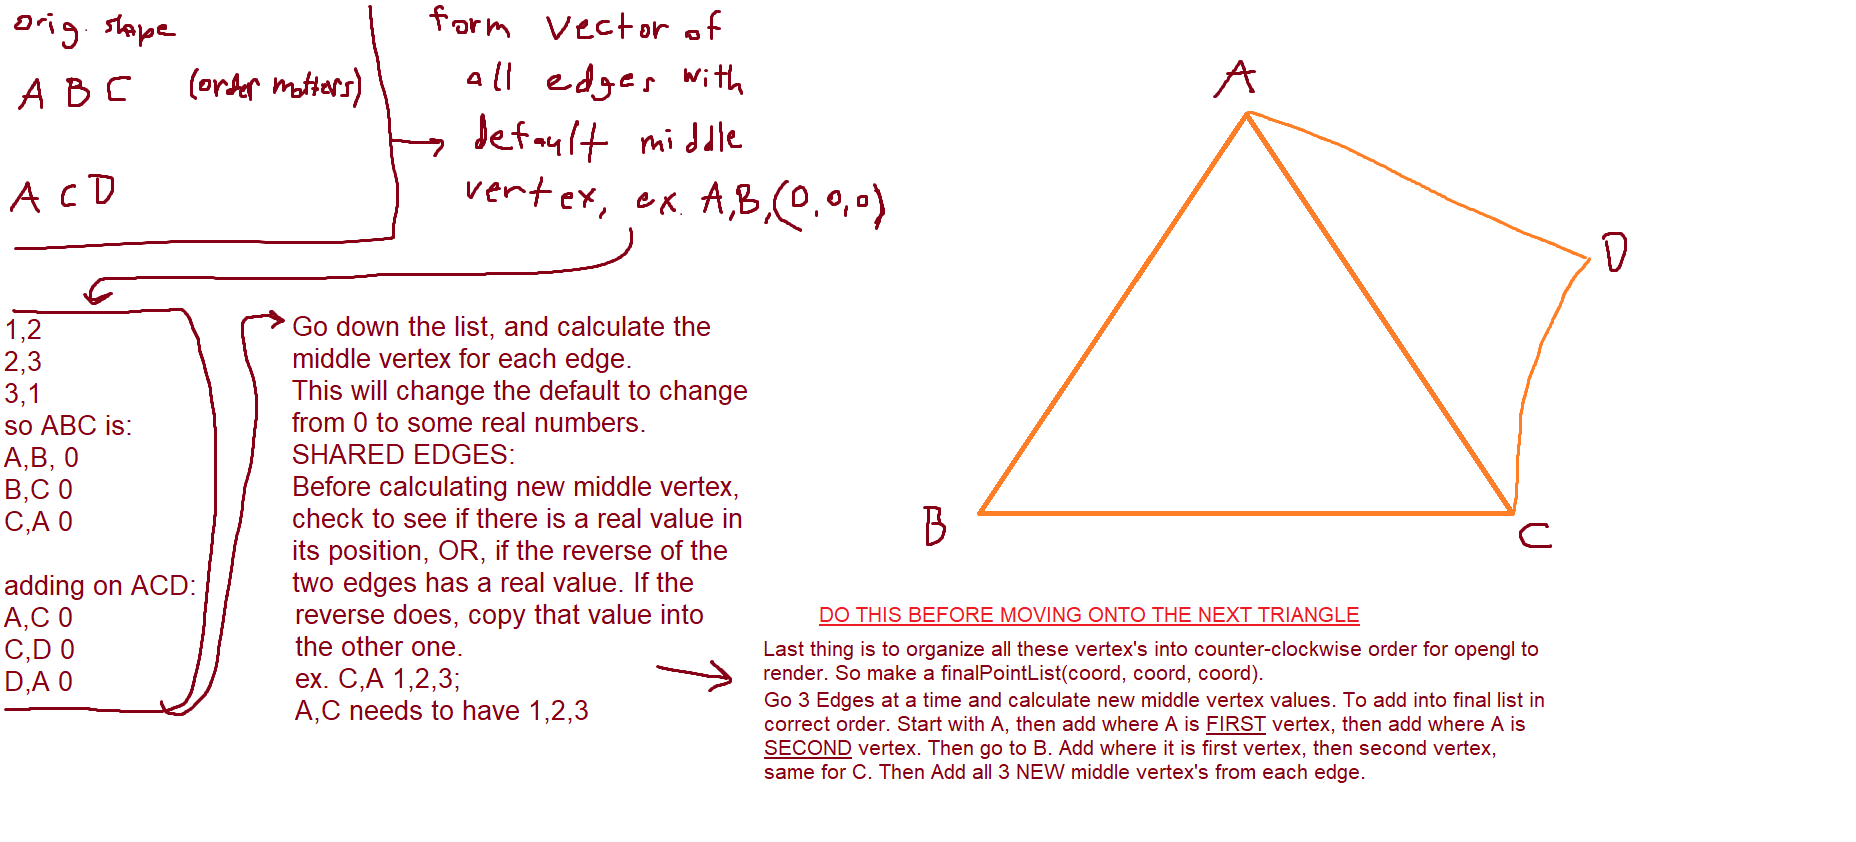 orig. shape
A B C (order matters)
A C D
form vector of
all edges with
default middle
vertex, ex. A,B,(0,0,0)
1,2
2,3
3,1
so ABC is:
A,B, 0
B,C 0
C,A 0
adding on ACD:
A,C 0
C,D 0
D,A 0
Go down the list, and calculate the
middle vertex for each edge.
This will change the default to change
from 0 to some real numbers.
SHARED EDGES:
Before calculating new middle vertex,
check to see if there is a real value in
its position, OR, if the reverse of the
two edges has a real value. If the
reverse does, copy that value into
the other one.
ex. C,A 1,2,3;
A,C needs to have 1,2,3
A
D
B
C
DO THIS BEFORE MOVING ONTO THE NEXT TRIANGLE
Last thing is to organize all these vertex's into counter-clockwise order for opengl to
render. So make a finalPointList(coord, coord, coord).
Go 3 Edges at a time and calculate new middle vertex values. To add into final list in
correct order. Start with A, then add where A is FIRST vertex, then add where A is
SECOND vertex. Then go to B. Add where it is first vertex, then second vertex,
same for C. Then Add all 3 NEW middle vertex's from each edge.